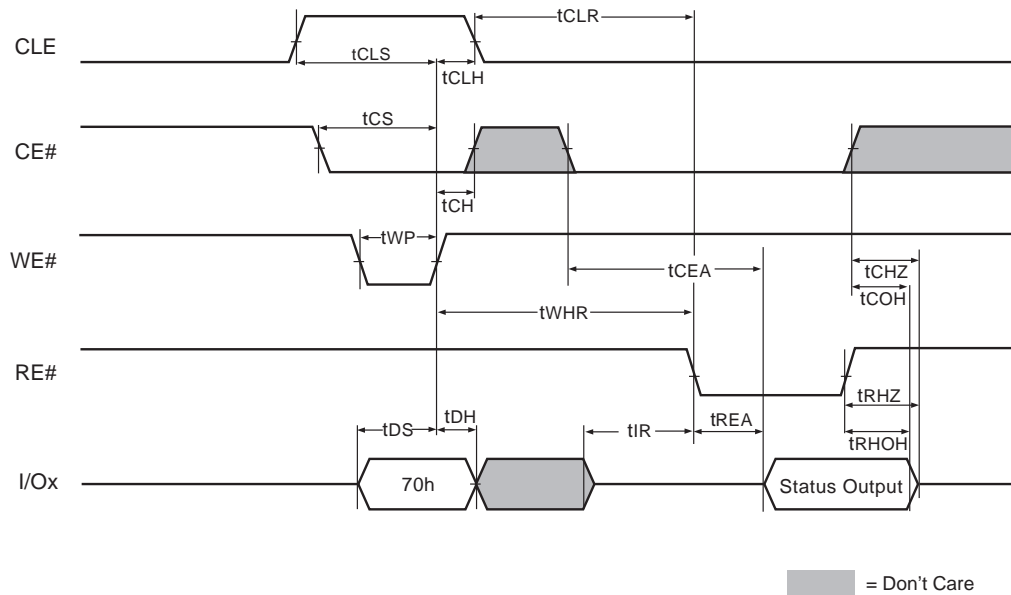 tCLR
CLE
tCLS
tCLH
tCS
CE#
tCH
tWP
WE#
tCEA
tCHZ
tCOH
tWHR
RE#
tRHZ
tDH
tDS
tIR
tREA
tRHOH
I/Ox
70h
Status Output
= Don't Care